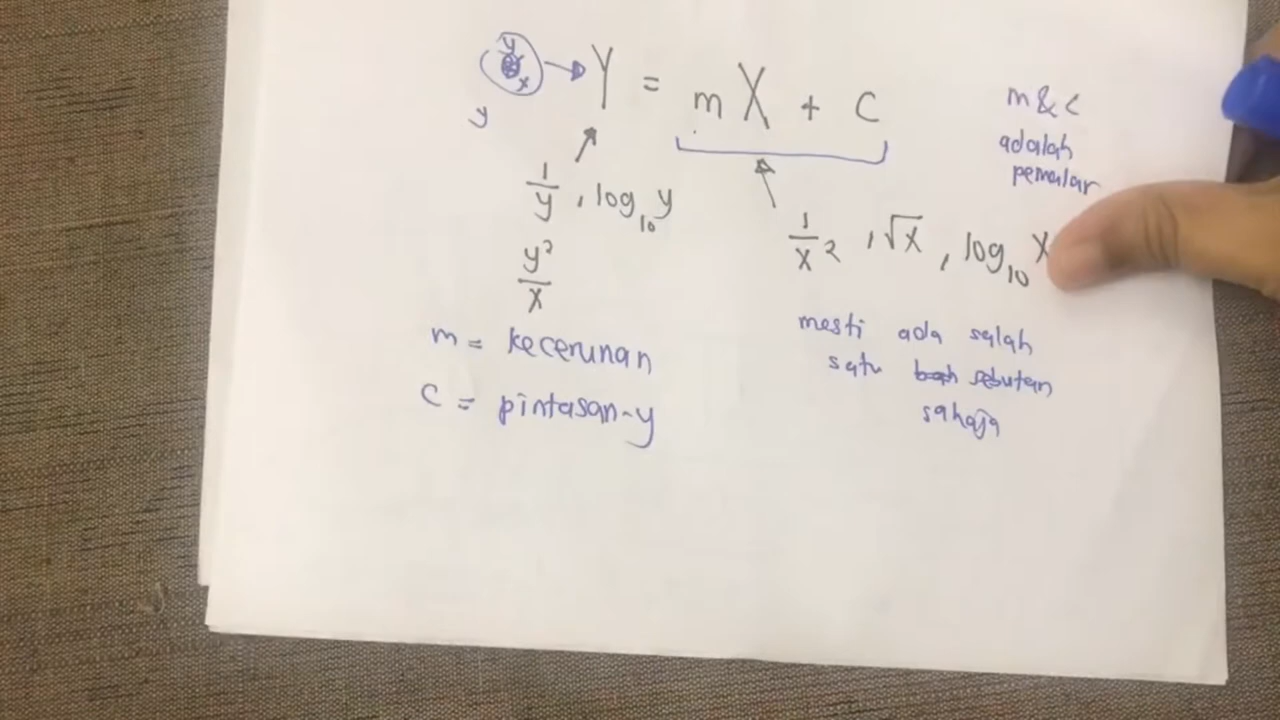 y x → Y = mX + C
y
1/y , log₁₀ y
y²/x
m = kecerunan
C = pintasan-y
1/x² , √x , log₁₀ x
mesti ada salah
satu sebutan
sahaja
m & c
adalah
pemalar